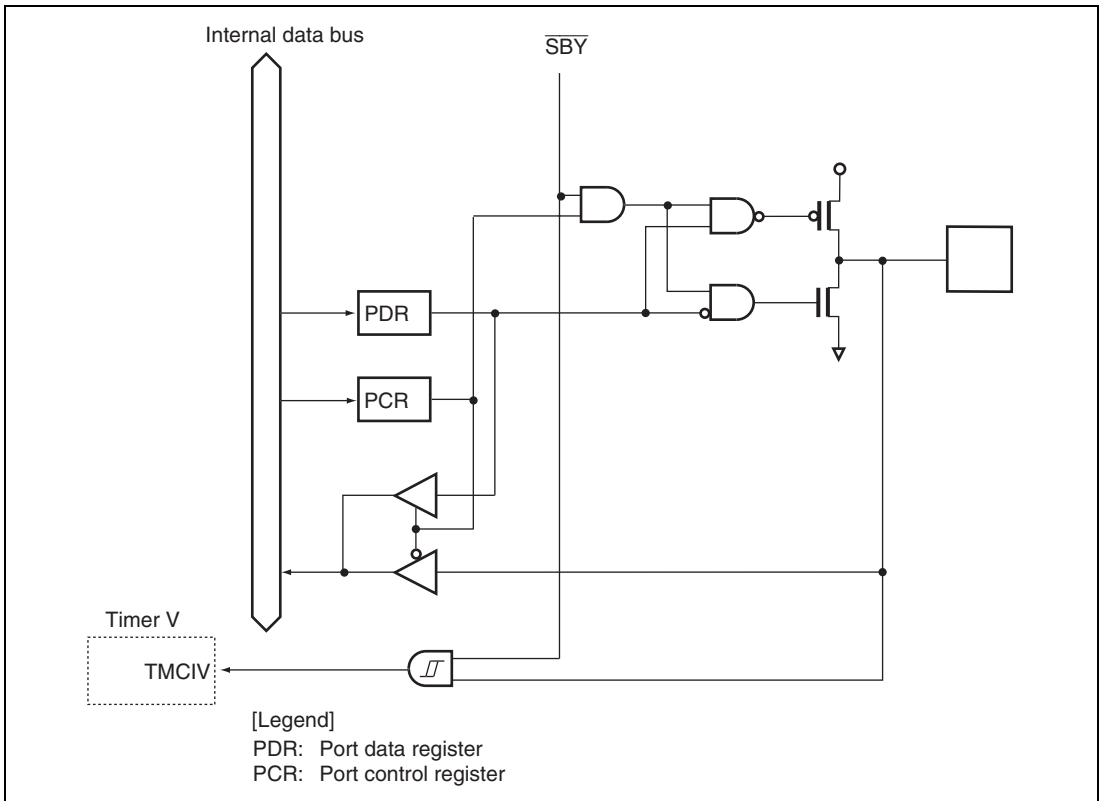 Internal data bus
SBY
PDR
PCR
Timer V
TMCIV
[Legend]
PDR: Port data register
PCR: Port control register